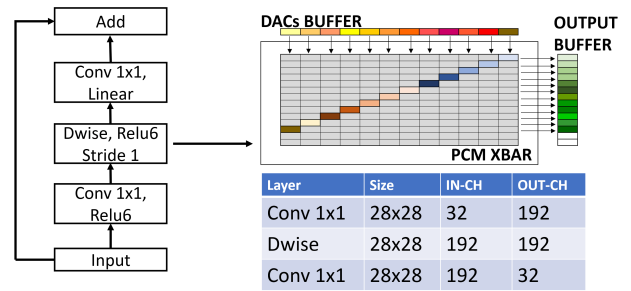 Add
Conv 1x1,
Linear
Dwise, Relu6
Stride 1
Conv 1x1,
Relu6
Input
DACs BUFFER
OUTPUT
BUFFER
PCM XBAR
Layer Size IN-CH OUT-CH
Conv 1x1 28x28 32 192
Dwise 28x28 192 192
Conv 1x1 28x28 192 32